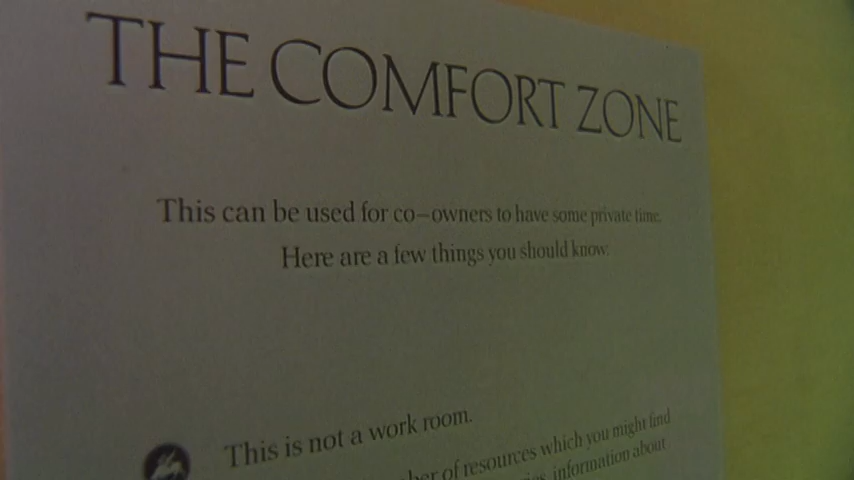 THE COMFORT ZONE
This can be used for co-owners to have some private time.
Here are a few things you should know:
This is not a work room.
of resources which you might find
information about